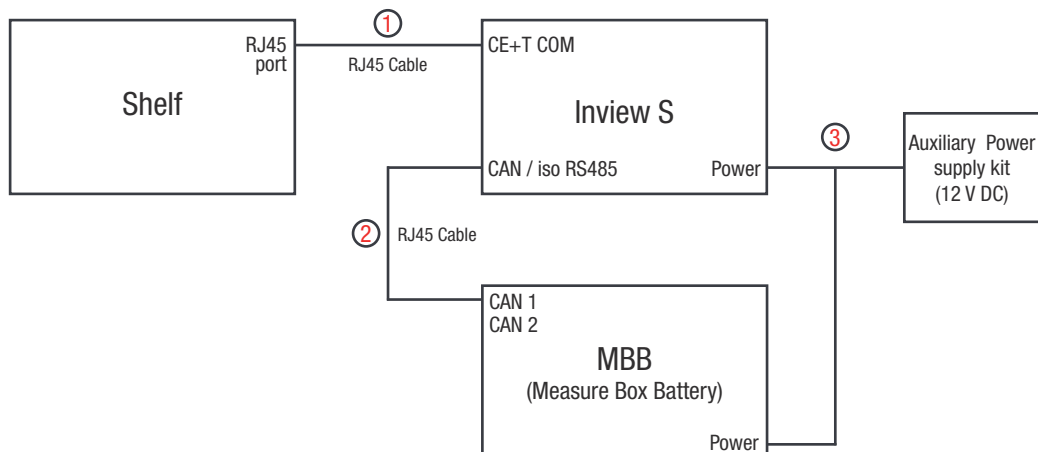 1
RJ45
port
RJ45 Cable
CE+T COM
Shelf
Inview S
3
Auxiliary Power
supply kit
(12 V DC)
CAN / iso RS485
Power
2
RJ45 Cable
CAN 1
CAN 2
MBB
(Measure Box Battery)
Power